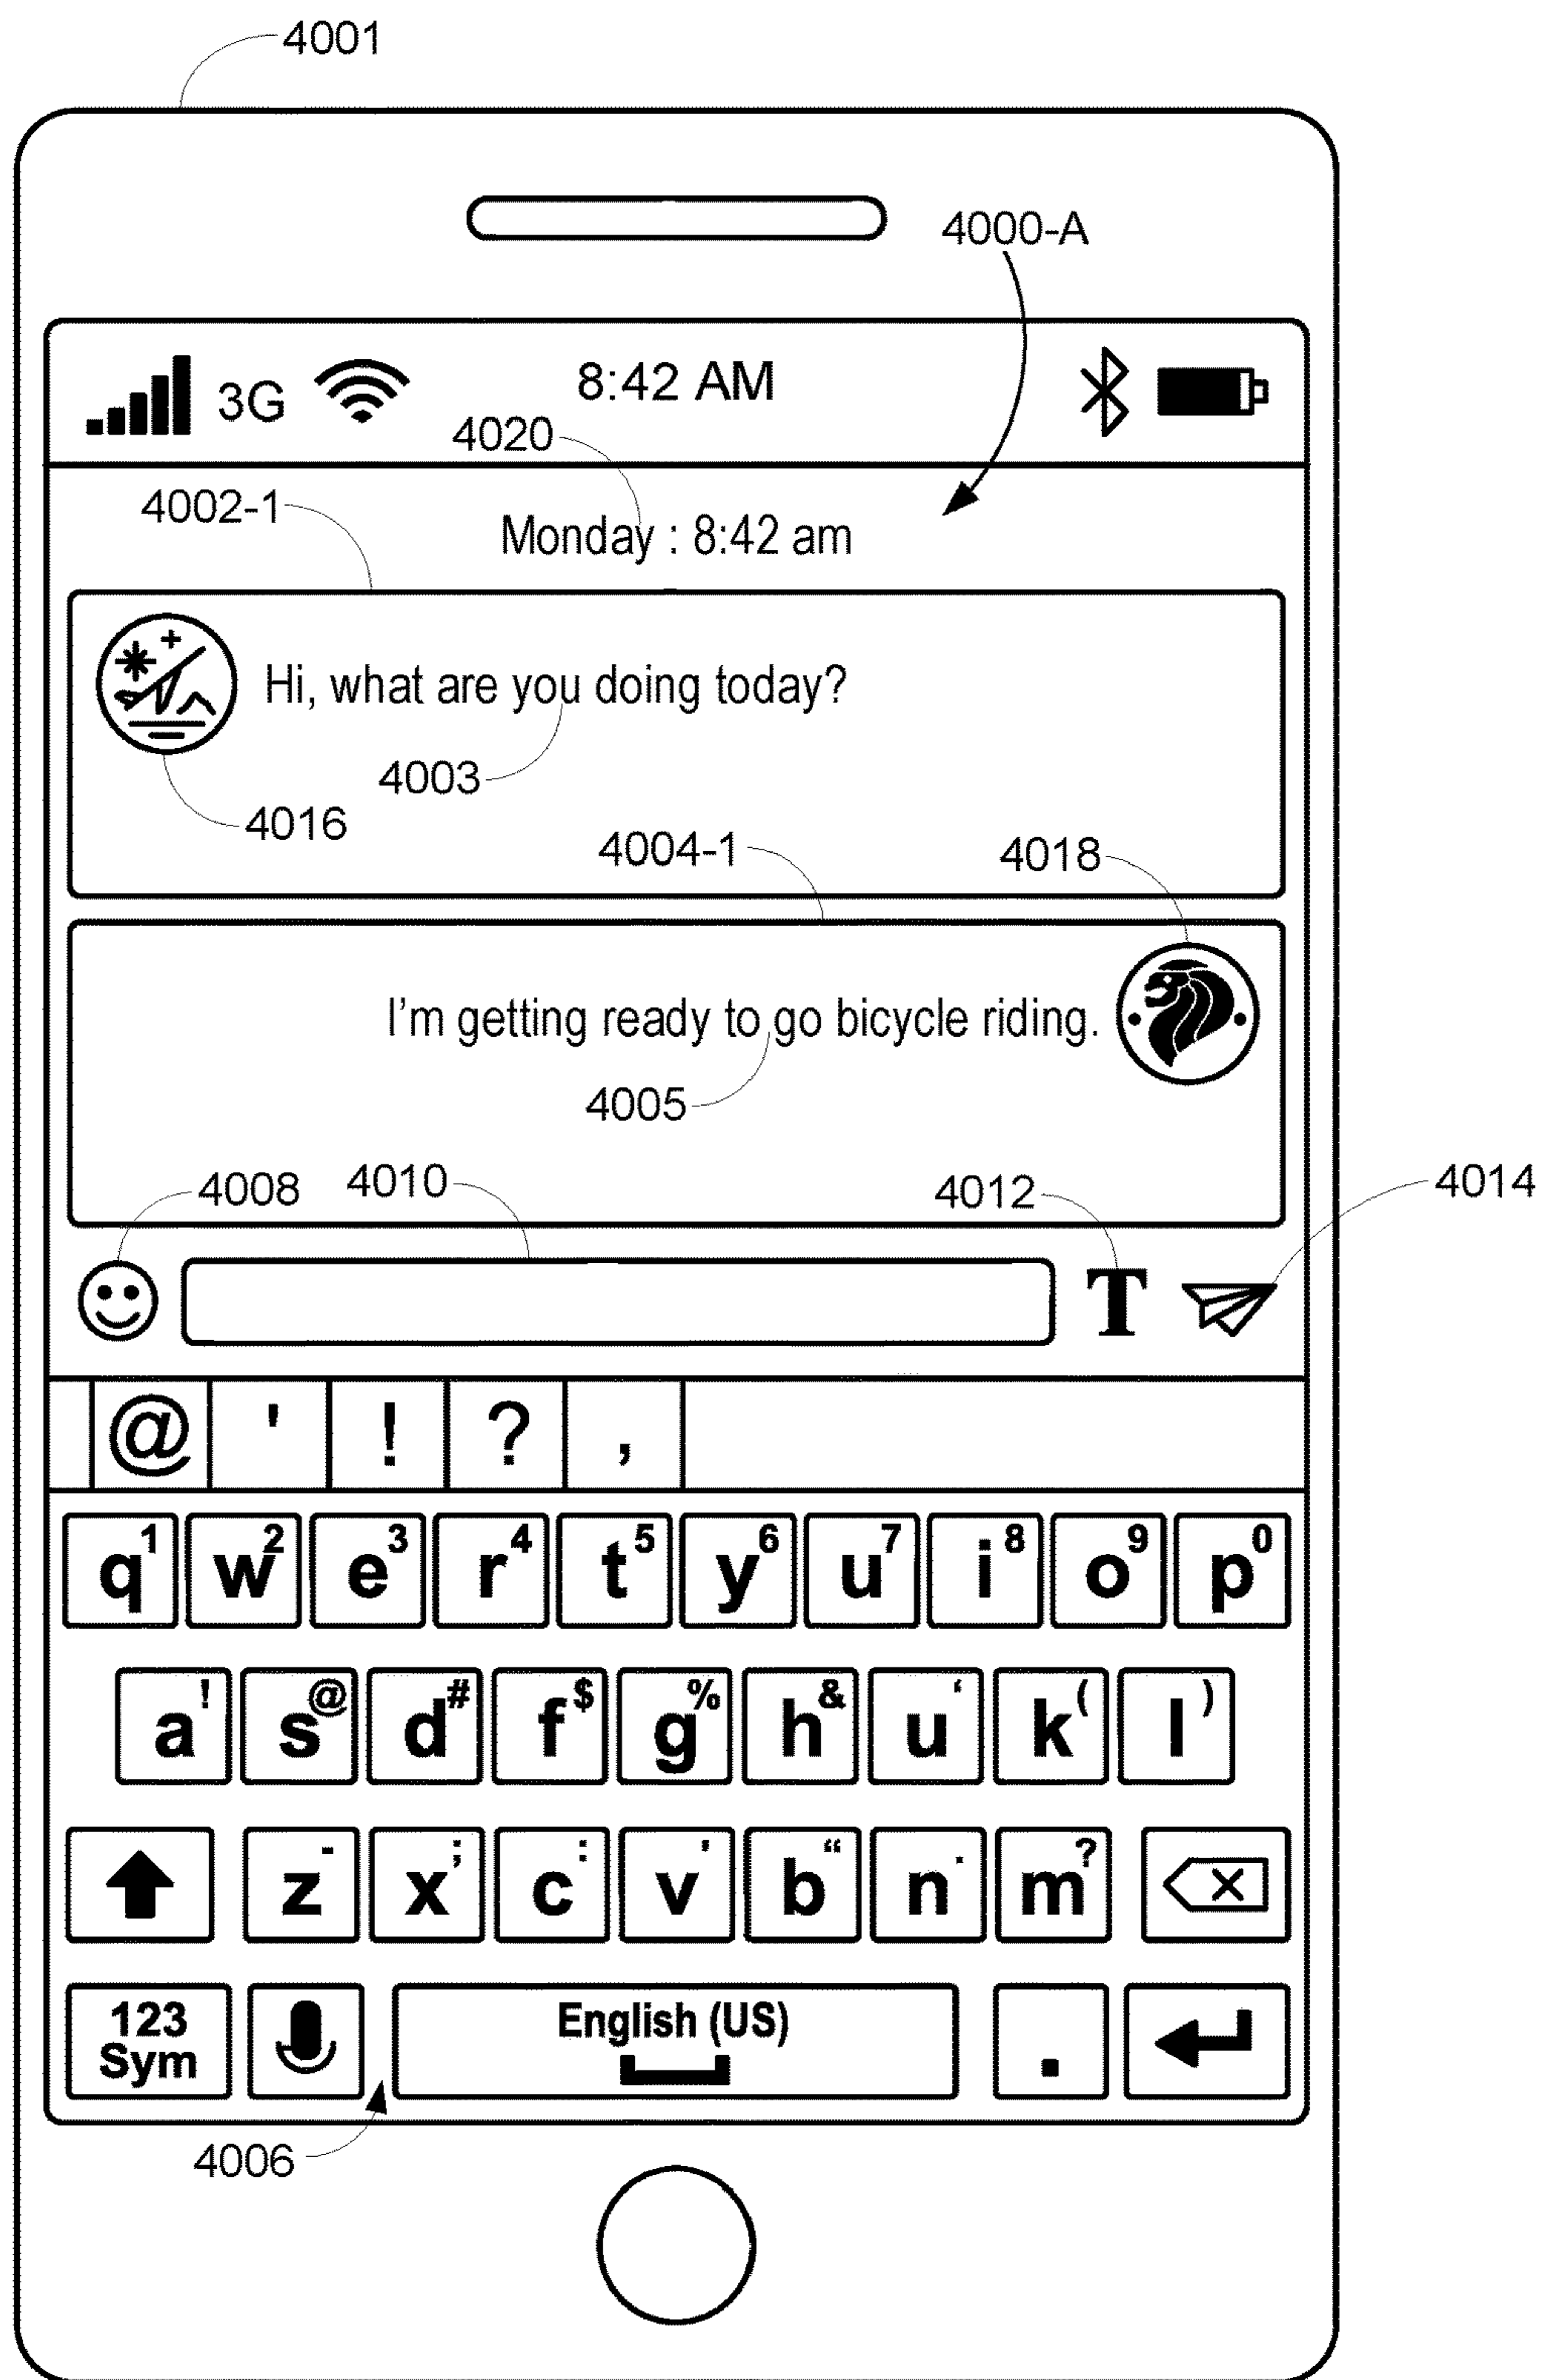 4001
4000-A
3G 8:42 AM
4020
4002-1
Monday : 8:42 am
Hi, what are you doing today?
4003
4016
4004-1 4018
I'm getting ready to go bicycle riding.
4005
4008 4010 4012 4014
T
@ ' ! ? ,
q1 w2 e3 r4 t5 y6 u7 i8 o9 p0
a! s@ d# f$ g% h& u‘ k( l)
z- x; c: v' b“ n. m?
123 Sym English (US) .
4006